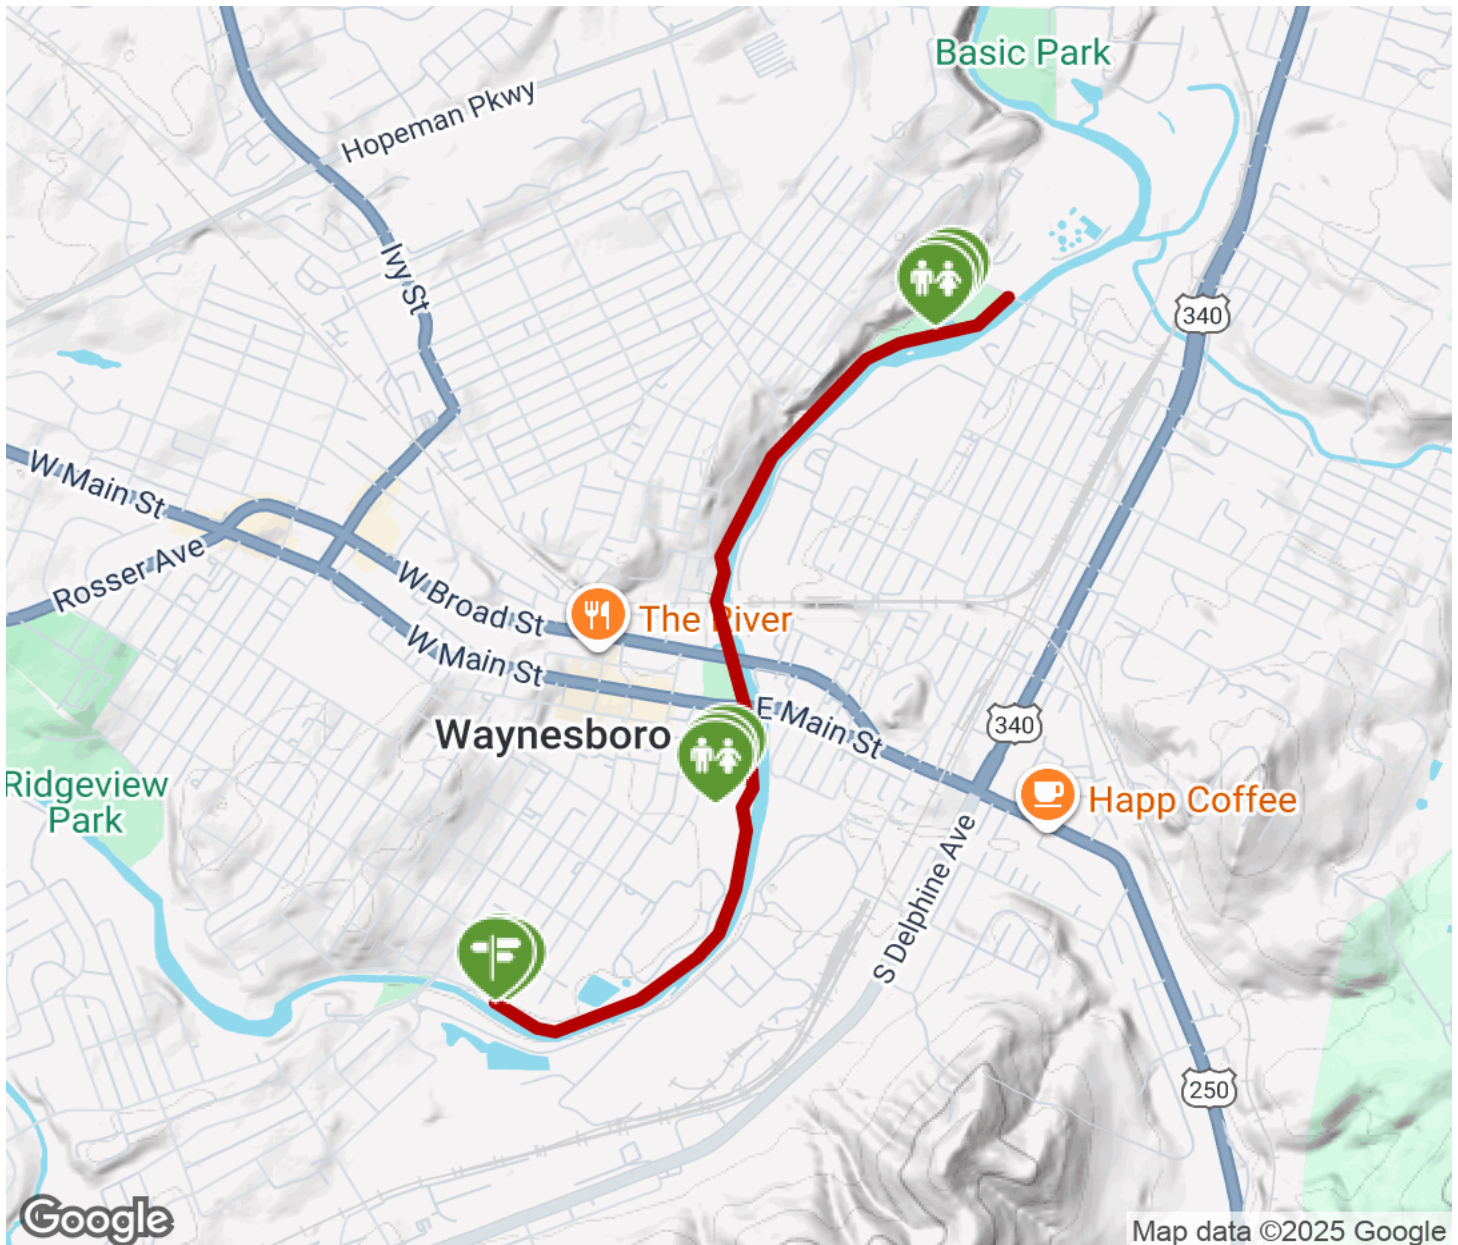 Basic Park
Hopeman Pkwy
Ivy St
340
W Main St
Rosser Ave
W Broad St
The River
W Main St
E Main St
340
Waynesboro
Ridgeview
Park
Happ Coffee
S Delphine Ave
250
Google
Map data ©2025 Google